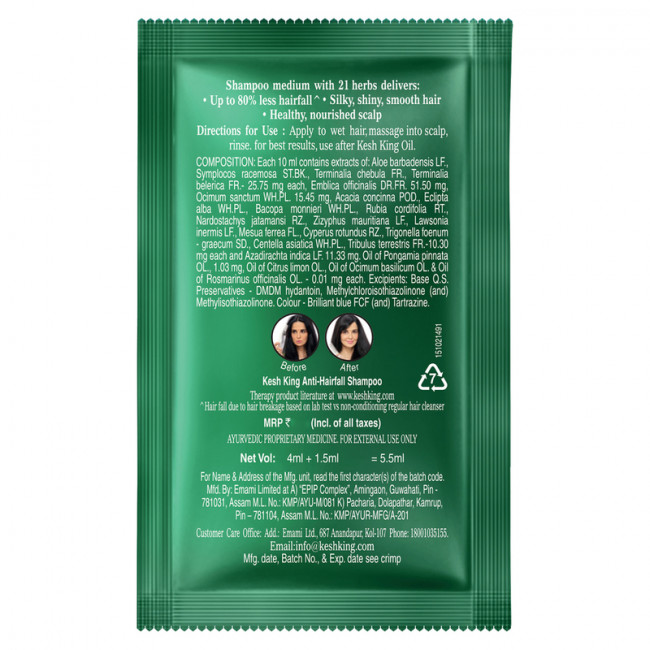 Shampoo medium with 21 herbs delivers:
• Up to 80% less hairfall^ • Silky, shiny, smooth hair
• Healthy, nourished scalp
Directions for Use : Apply to wet hair, massage into scalp,
rinse. for best results, use after Kesh King Oil.
COMPOSITION: Each 10 ml contains extracts of: Aloe barbadensis LF.,
Symplocos racemosa ST.BK., Terminalia chebula FR., Terminalia
belerica FR.- 25.75 mg each, Emblica officinalis DR.FR. 51.50 mg,
Ocimum sanctum WH.PL. 15.45 mg, Acacia concinna POD., Eclipta
alba WH.PL., Bacopa monnieri WH.PL., Rubia cordifolia RT.,
Nardostachys jatamansi RZ., Zizyphus mauritiana LF., Lawsonia
inermis LF., Mesua ferrea FL., Cyperus rotundus RZ., Trigonella foenum
- graecum SD., Centella asiatica WH.PL., Tribulus terrestris FR.-10.30
mg each and Azadirachta indica LF. 11.33 mg. Oil of Pongamia pinnata
OL., 1.03 mg, Oil of Citrus limon OL., Oil of Ocimum basilicum OL. & Oil
of Rosmarinus officinalis OL. - 0.01 mg each. Excipients: Base Q.S.
Preservatives - DMDM hydantoin, Methylchloroisothiazolinone (and)
Methylisothiazolinone. Colour - Brilliant blue FCF (and) Tartrazine.
Before After
151021491
7
Kesh King Anti-Hairfall Shampoo
Therapy product literature at www.keshking.com
^Hair fall due to hair breakage based on lab test vs non-conditioning regular hair cleanser
MRP ₹ (Incl. of all taxes)
AYURVEDIC PROPRIETARY MEDICINE. FOR EXTERNAL USE ONLY
Net Vol: 4ml + 1.5ml = 5.5ml
For Name & Address of the Mfg. unit, read the first character(s) of the batch code.
Mfd. By: Emami Limited at A) "EPIP Complex", Amingaon, Guwahati, Pin -
781031, Assam M.L. No.: KMP/AYU-M/081 K) Pacharia, Dolapathar, Kamrup,
Pin – 781104, Assam M.L. No.: KMP/AYUR-MFG/A-201
Customer Care Office: Add.: Emami Ltd., 687 Anandapur, Kol-107 Phone: 18001035155.
Email:info@keshking.com
Mfg. date, Batch No., & Exp. date see crimp